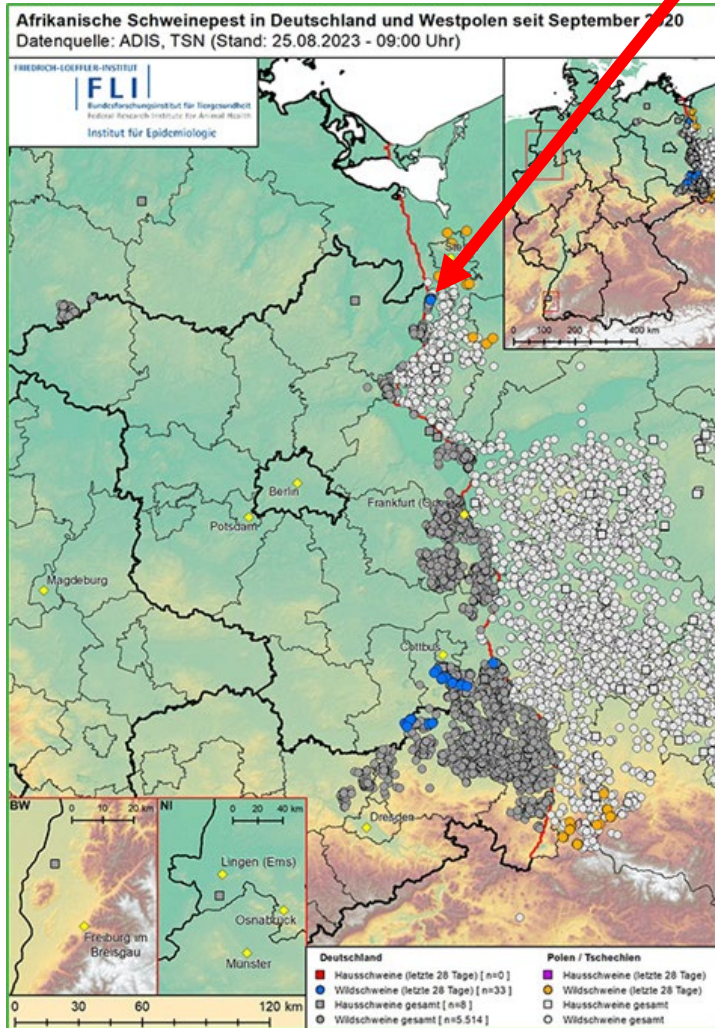 Afrikanische Schweinepest in Deutschland und Westpolen seit September 2020
Datenquelle: ADIS, TSN (Stand: 25.08.2023 - 09:00 Uhr)
FRIEDRICH-LOEFFLER-INSTITUT
FLI
Bundesforschungsinstitut für Tiergesundheit
Federal Research Institute for Animal Health
Institut für Epidemiologie
0 100 200 400 km
Berlin
Potsdam
Frankfurt
Magdeburg
Cottbus
Dresden
BW
0 10 20 km
Freiburg im
Breisgau
NI
0 20 40 km
Lingen (Ems)
Osnabrück
Münster
0 30 60 120 km
Deutschland
Hausschweine (letzte 28 Tage) [ n=0 ]
Wildschweine (letzte 28 Tage) [ n=33 ]
Hausschweine gesamt [ n=8 ]
Wildschweine gesamt [ n=5.514 ]
Polen / Tschechien
Hausschweine (letzte 28 Tage)
Wildschweine (letzte 28 Tage)
Hausschweine gesamt
Wildschweine gesamt